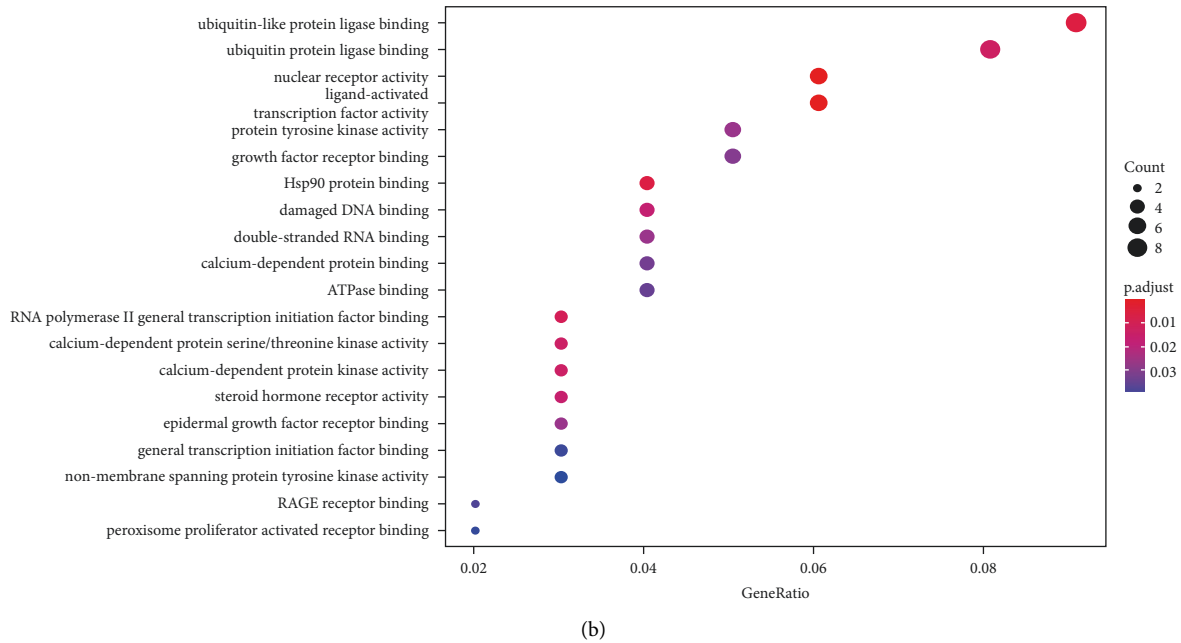 ubiquitin-like protein ligase binding
ubiquitin protein ligase binding
nuclear receptor activity
ligand-activated
transcription factor activity
protein tyrosine kinase activity
growth factor receptor binding
Hsp90 protein binding
damaged DNA binding
double-stranded RNA binding
calcium-dependent protein binding
ATPase binding
RNA polymerase II general transcription initiation factor binding
calcium-dependent protein serine/threonine kinase activity
calcium-dependent protein kinase activity
steroid hormone receptor activity
epidermal growth factor receptor binding
general transcription initiation factor binding
non-membrane spanning protein tyrosine kinase activity
RAGE receptor binding
peroxisome proliferator activated receptor binding
0.02 0.04 0.06 0.08
GeneRatio
Count
2
4
6
8
p.adjust
0.01
0.02
0.03
(b)